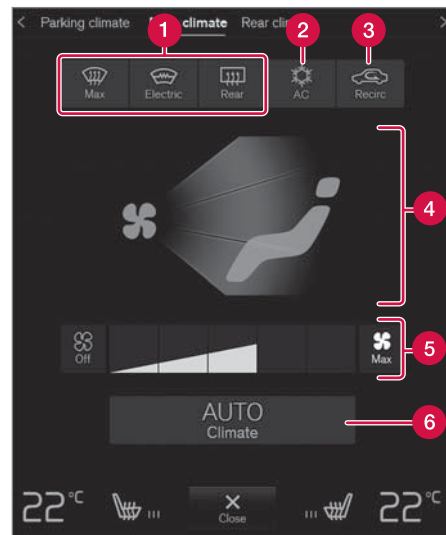 Parking climate climate Rear
1 2 3
Max Electric Rear AC Recirc
4
Off Max 5
AUTO
Climate 6
22°C Close 22°C